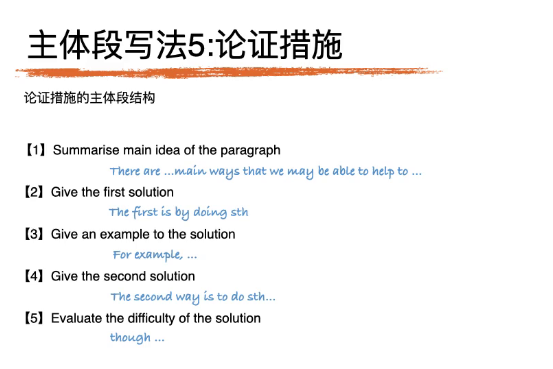 主体段写法5:论证措施
论证措施的主体段结构
【1】Summarise main idea of the paragraph
There are ...main ways that we may be able to help to ...
【2】Give the first solution
The first is by doing sth
【3】Give an example to the solution
For example, ...
【4】Give the second solution
The second way is to do sth...
【5】Evaluate the difficulty of the solution
though ...